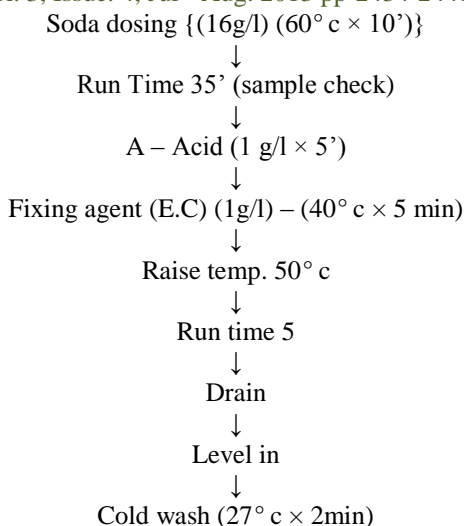 Soda dosing {(16g/l) (60° c × 10’)}
↓
Run Time 35’ (sample check)
↓
A – Acid (1 g/l × 5’)
↓
Fixing agent (E.C) (1g/l) – (40° c × 5 min)
↓
Raise temp. 50° c
↓
Run time 5
↓
Drain
↓
Level in
↓
Cold wash (27° c × 2min)